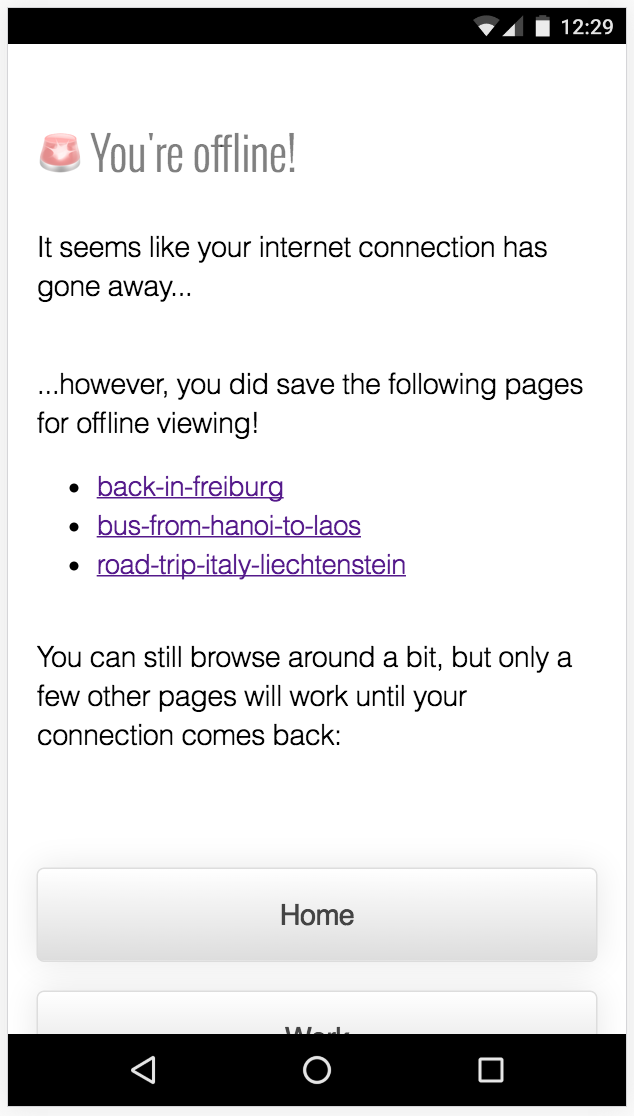 12:29
You're offline!
It seems like your internet connection has
gone away...
...however, you did save the following pages
for offline viewing!
back-in-freiburg
bus-from-hanoi-to-laos
road-trip-italy-liechtenstein
You can still browse around a bit, but only a
few other pages will work until your
connection comes back:
Home
Work